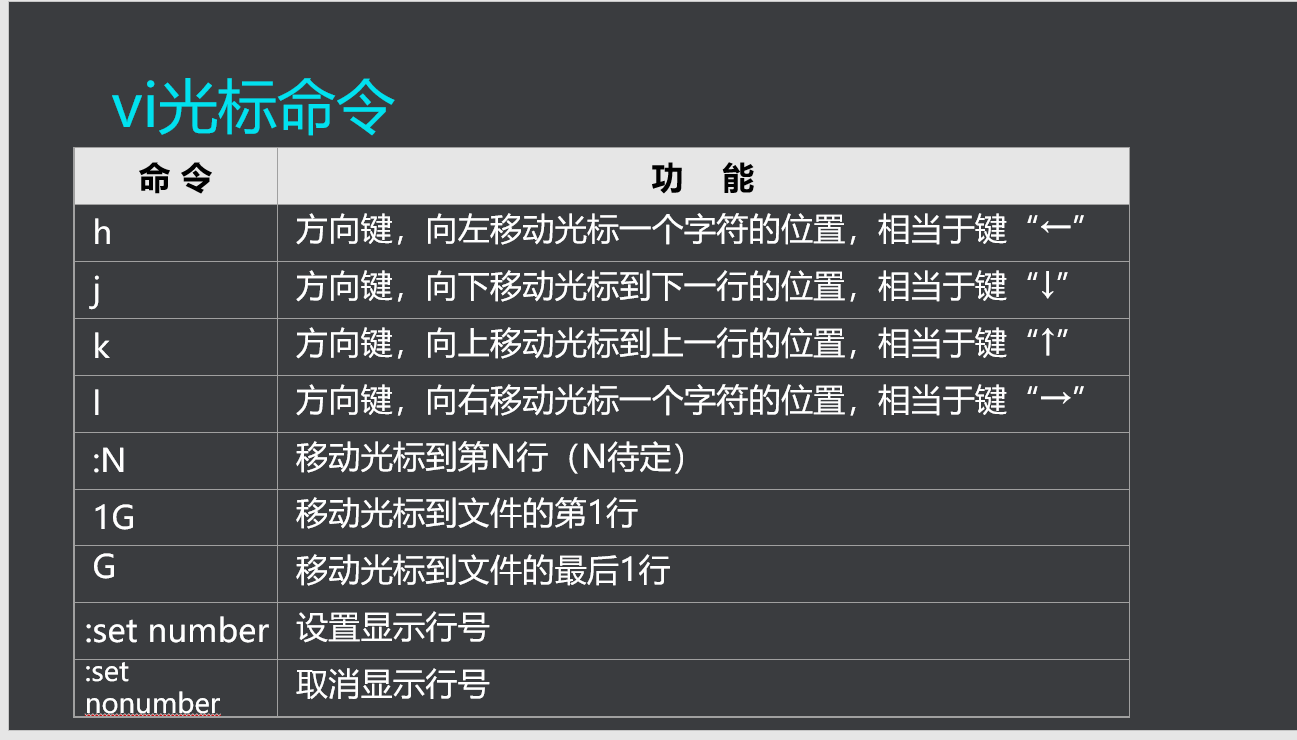 vi光标命令
命 令 功 能
h 方向键，向左移动光标一个字符的位置，相当于键“←”
j 方向键，向下移动光标到下一行的位置，相当于键“↓”
k 方向键，向上移动光标到上一行的位置，相当于键“↑”
l 方向键，向右移动光标一个字符的位置，相当于键“→”
:N 移动光标到第N行（N待定）
1G 移动光标到文件的第1行
G 移动光标到文件的最后1行
:set number 设置显示行号
:set
nonumber 取消显示行号